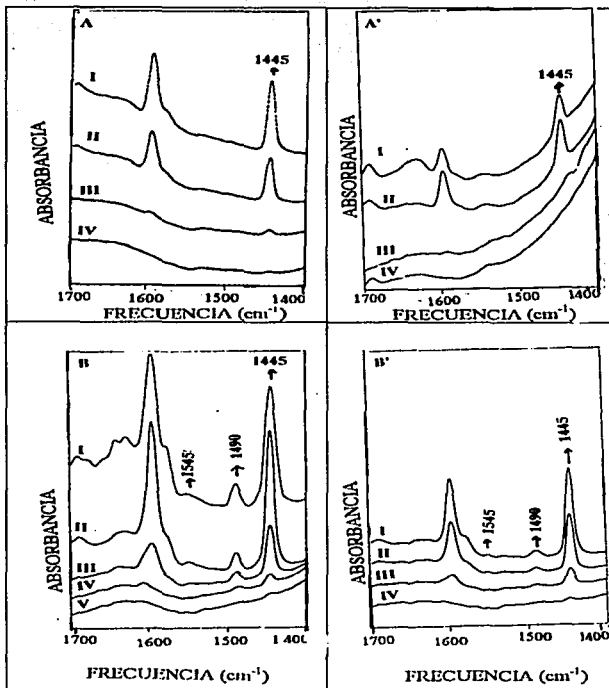 A
1445
I
II
III
IV
ABSORBANCIA
1700 1600 1500 1400
FRECUENCIA (cm⁻¹)
A'
1445
I
II
III
IV
ABSORBANCIA
1700 1600 1500 1400
FRECUENCIA (cm⁻¹)
B
1445
1545
1490
I
II
III
IV
V
ABSORBANCIA
1700 1600 1500 1400
FRECUENCIA (cm⁻¹)
B'
1445
1545
1490
I
II
III
IV
ABSORBANCIA
1700 1600 1500 1400
FRECUENCIA (cm⁻¹)